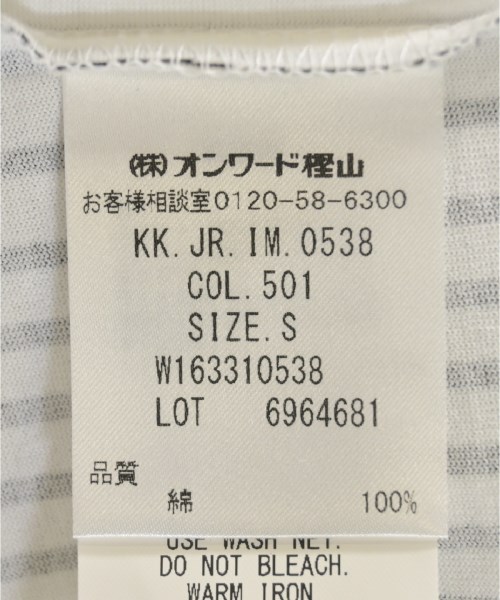 ㈱オンワード樫山
お客様相談室0120-58-6300
KK.JR.IM.0538
COL.501
SIZE.S
W163310538
LOT 6964681
品質
綿 100%
USE WASH NET.
DO NOT BLEACH.
WARM IRON